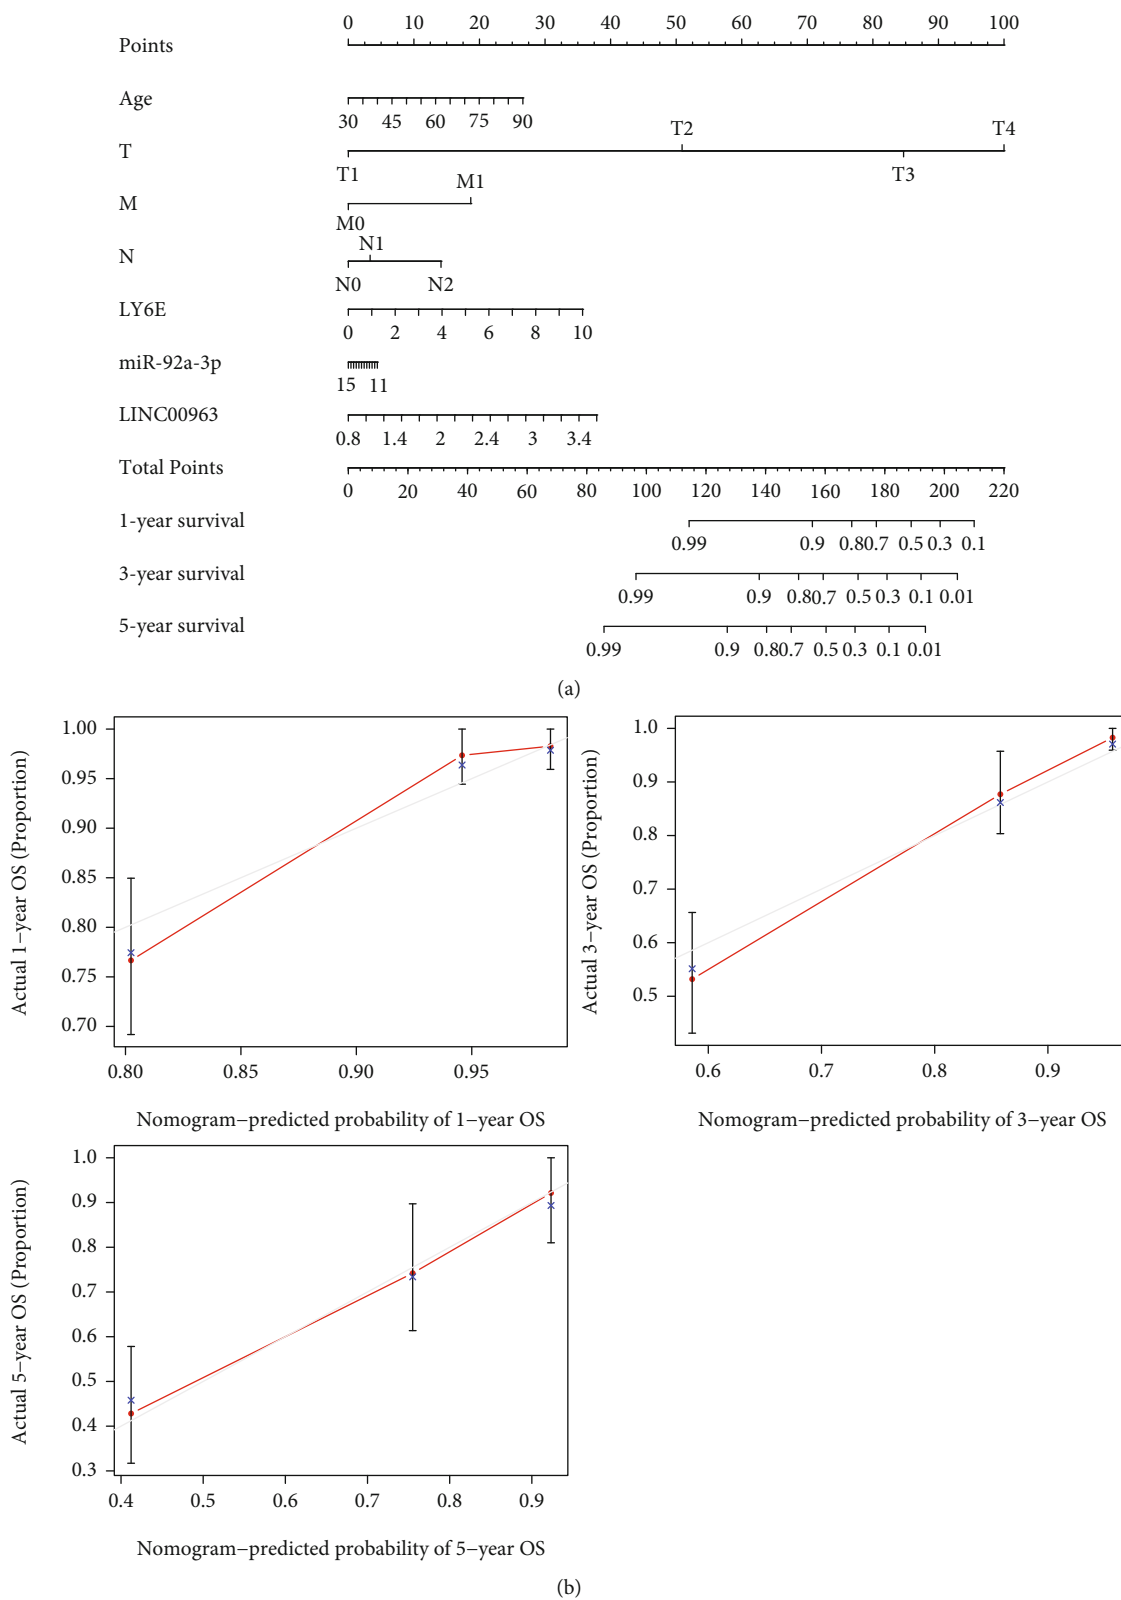 0 10 20 30 40 50 60 70 80 90 100
Points
Age
30 45 60 75 90
T2 T4
T
T1 T3
M1
M
M0
N1
N
N0 N2
LY6E
0 2 4 6 8 10
miR-92a-3p
15 11
LINC00963
0.8 1.4 2 2.4 3 3.4
Total Points
0 20 40 60 80 100 120 140 160 180 200 220
1-year survival
0.99 0.9 0.8 0.7 0.5 0.3 0.1
3-year survival
0.99 0.9 0.8 0.7 0.5 0.3 0.1 0.01
5-year survival
0.99 0.9 0.8 0.7 0.5 0.3 0.1 0.01
(a)
Actual 1−year OS (Proportion)
1.00
0.95
0.90
0.85
0.80
0.75
0.70
0.80 0.85 0.90 0.95
Nomogram−predicted probability of 1−year OS
Actual 3−year OS (Proportion)
1.0
0.9
0.8
0.7
0.6
0.5
0.6 0.7 0.8 0.9
Nomogram−predicted probability of 3−year OS
Actual 5−year OS (Proportion)
1.0
0.9
0.8
0.7
0.6
0.5
0.4
0.3
0.4 0.5 0.6 0.7 0.8 0.9
Nomogram−predicted probability of 5−year OS
(b)